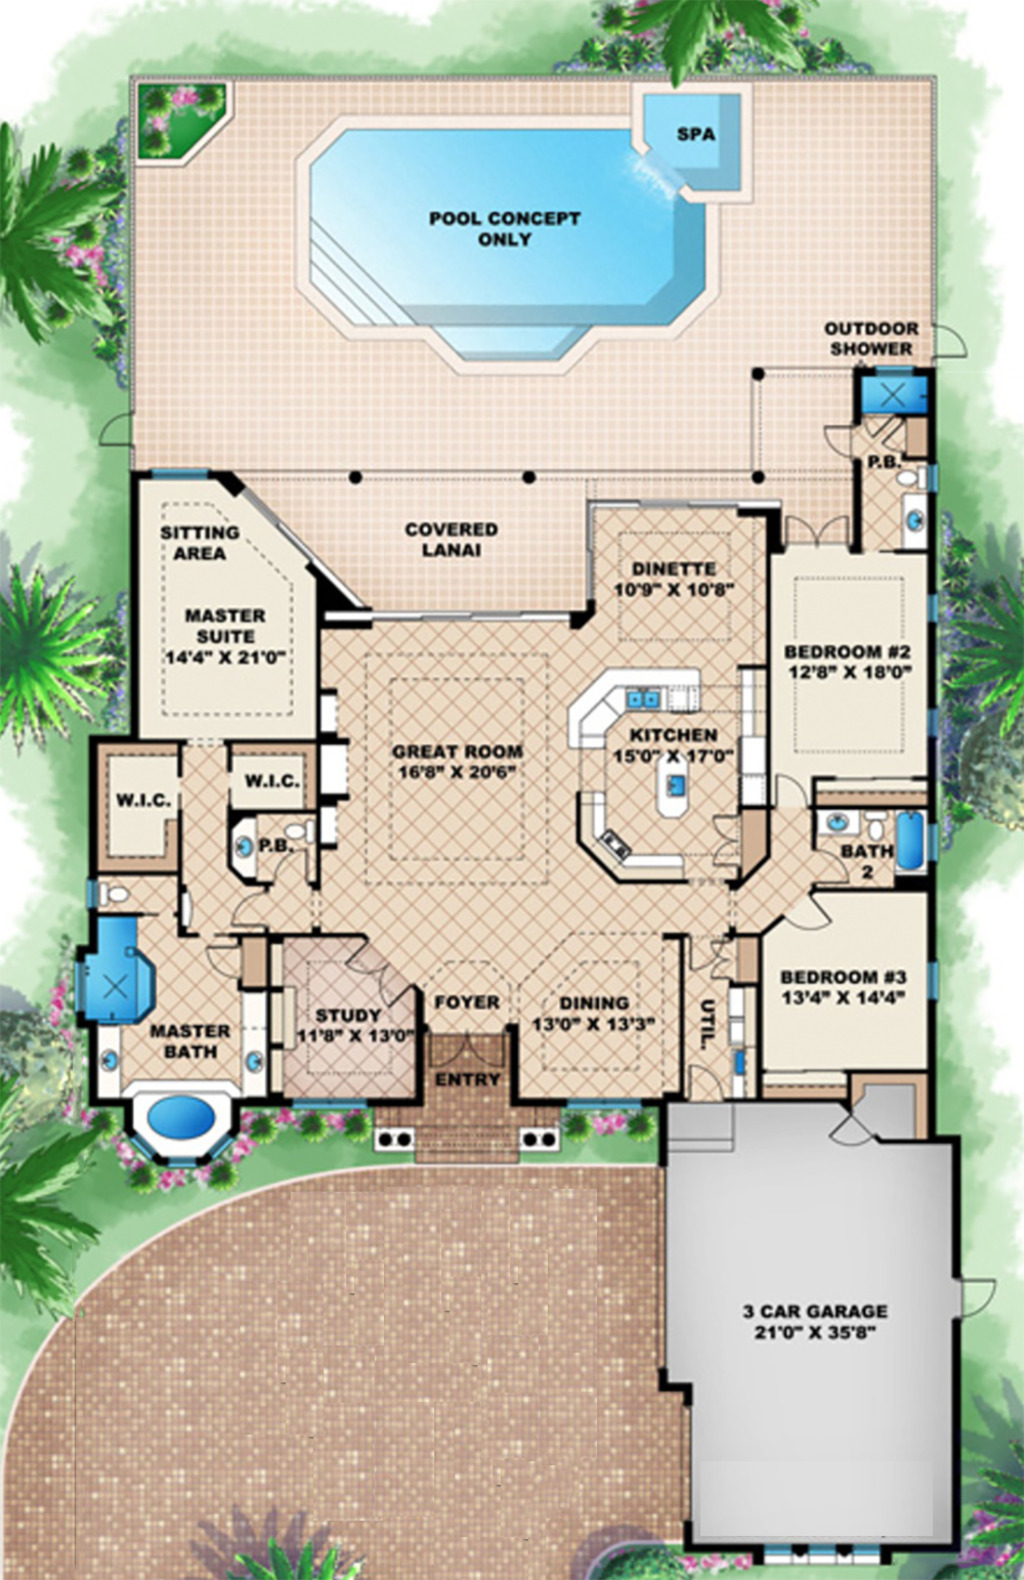 SPA
POOL CONCEPT
ONLY
OUTDOOR
SHOWER
P.B.
SITTING
AREA
COVERED
LANAI
DINETTE
10'9" X 10'8"
MASTER
SUITE
14'4" X 21'0"
BEDROOM #2
12'8" X 18'0"
GREAT ROOM
16'8" X 20'6"
KITCHEN
15'0" X 17'0"
W.I.C.
W.I.C.
P.B.
BATH
2
BEDROOM #3
13'4" X 14'4"
STUDY
11'8" X 13'0"
FOYER
DINING
13'0" X 13'3"
UTIL.
MASTER
BATH
ENTRY
3 CAR GARAGE
21'0" X 35'8"